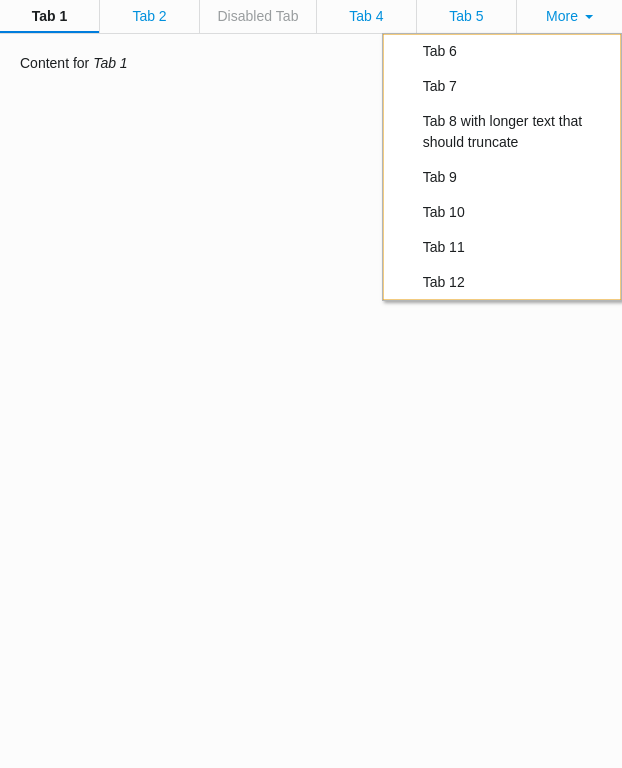 Tab 1 Tab 2 Disabled Tab Tab 4 Tab 5 More
Content for Tab 1
Tab 6
Tab 7
Tab 8 with longer text that
should truncate
Tab 9
Tab 10
Tab 11
Tab 12